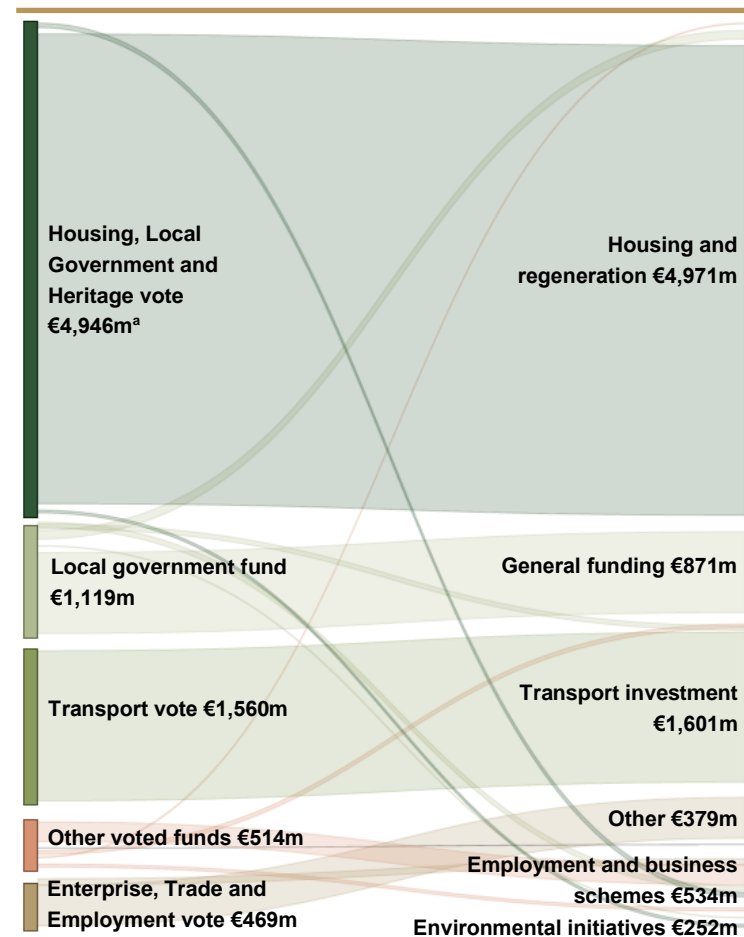 Housing, Local
Government and
Heritage vote
€4,946mª
Housing and
regeneration €4,971m
Local government fund
€1,119m
General funding €871m
Transport vote €1,560m
Transport investment
€1,601m
Other voted funds €514m
Other €379m
Enterprise, Trade and
Employment vote €469m
Employment and business
schemes €534m
Environmental initiatives €252m